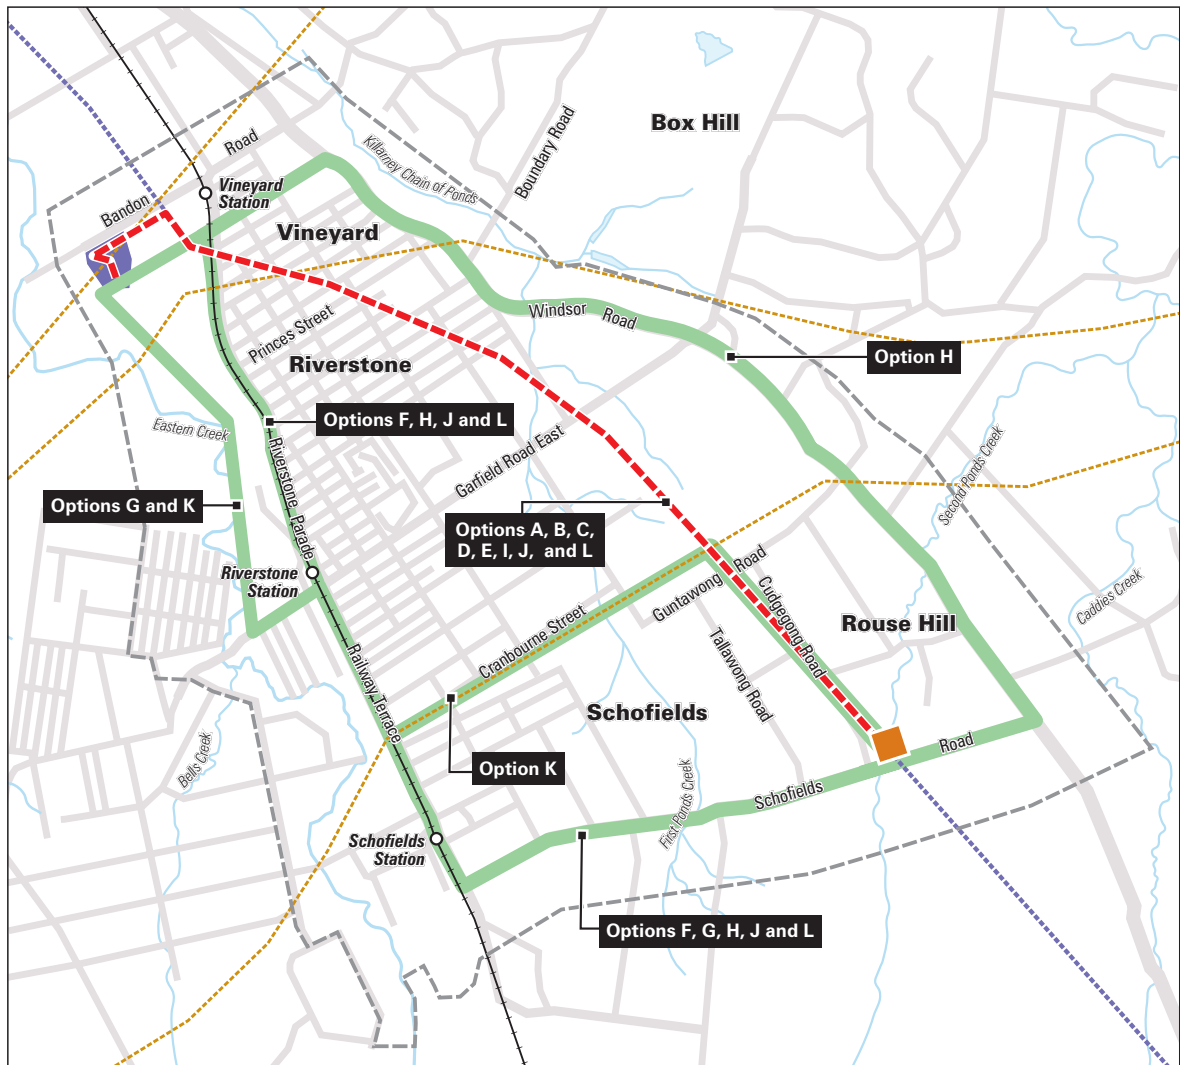 Box Hill
Road
Boundary Road
Killarney Chain of Ponds
Vineyard
Station
Bandon
Vineyard
Windsor
Road
Princes Street
Option H
Riverstone
Options F, H, J and L
Eastern Creek
Riverstone Parade
Garfield Road East
Second Ponds Creek
Options G and K
Options A, B, C,
D, E, I, J, and L
Riverstone
Station
Guntawong Road
Cudgegong Road
Caddies Creek
Cranbourne Street
Rouse Hill
Tallawong Road
Railway Terrace
Schofields
Bells Creek
Option K
Road
Schofields
First Ponds Creek
Schofields
Station
Options F, G, H, J and L